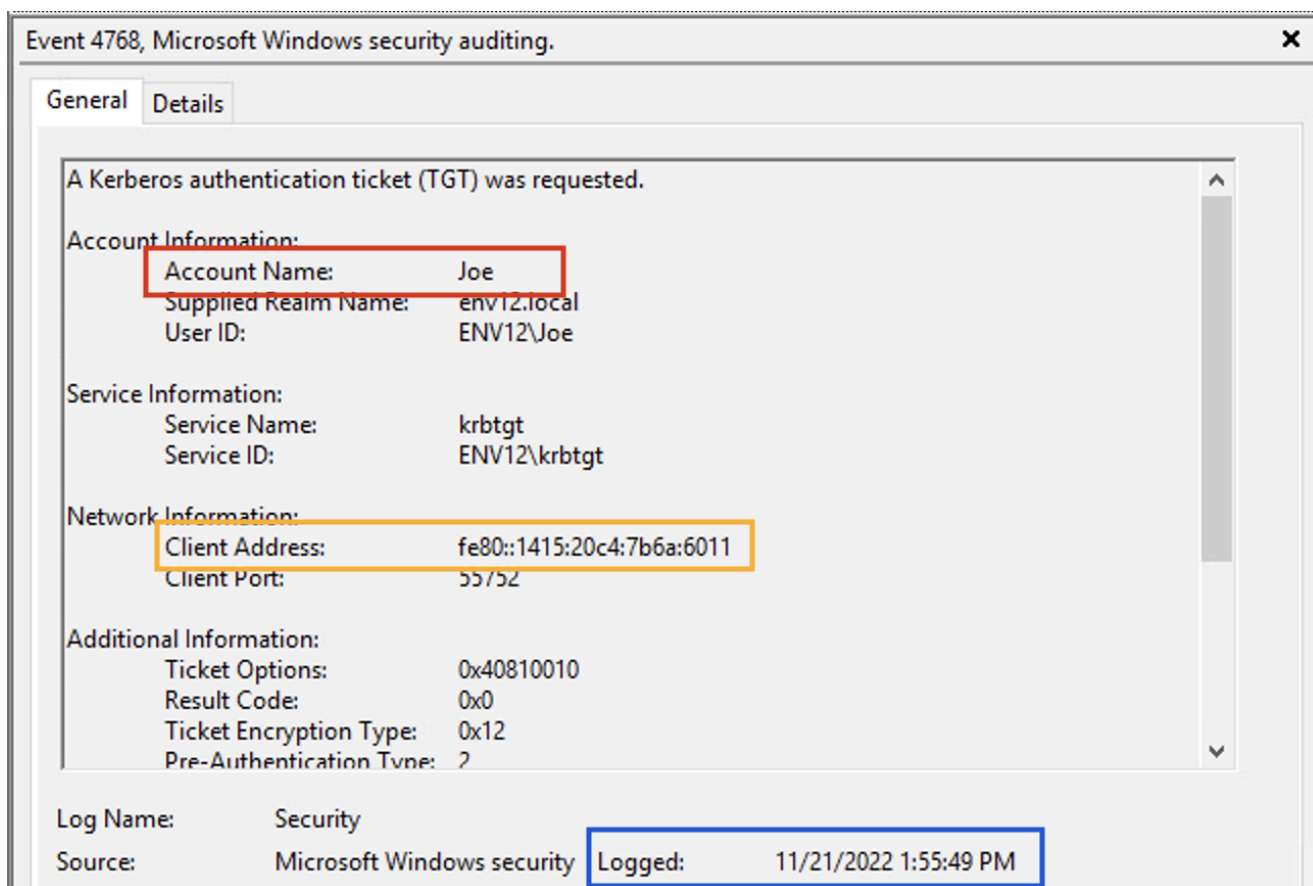 Event 4768, Microsoft Windows security auditing.
General Details
A Kerberos authentication ticket (TGT) was requested.
Account Information:
Account Name: Joe
Supplied Realm Name: env12.local
User ID: ENV12\Joe
Service Information:
Service Name: krbtgt
Service ID: ENV12\krbtgt
Network Information:
Client Address: fe80::1415:20c4:7b6a:6011
Client Port: 55752
Additional Information:
Ticket Options: 0x40810010
Result Code: 0x0
Ticket Encryption Type: 0x12
Pre-Authentication Type: 2
Log Name: Security
Source: Microsoft Windows security Logged: 11/21/2022 1:55:49 PM